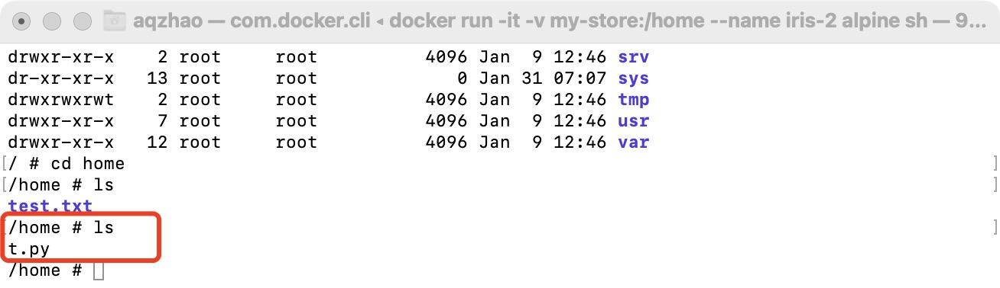 aqzhao — com.docker.cli ◂ docker run -it -v my-store:/home --name iris-2 alpine sh — 9...
drwxr-xr-x    2 root     root          4096 Jan  9 12:46 srv
dr-xr-xr-x   13 root     root             0 Jan 31 07:07 sys
drwxrwxrwt    2 root     root          4096 Jan  9 12:46 tmp
drwxr-xr-x    7 root     root          4096 Jan  9 12:46 usr
drwxr-xr-x   12 root     root          4096 Jan  9 12:46 var
[/ # cd home ]
[/home # ls ]
test.txt
[/home # ls ]
t.py
/home #